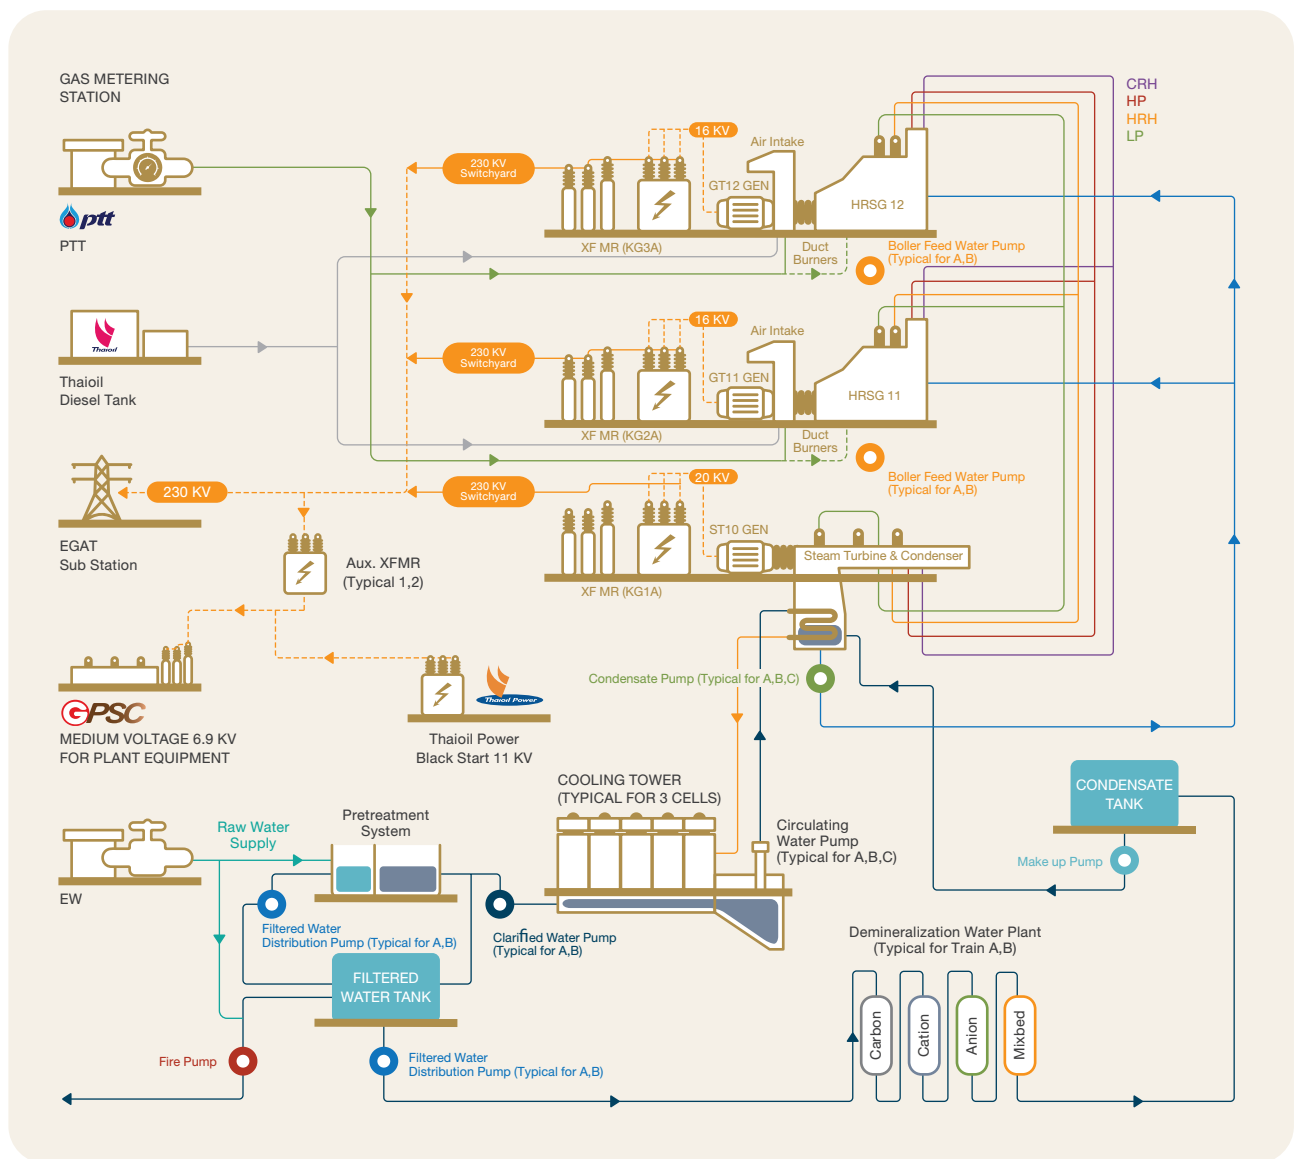 GAS METERING
STATION
ptt
PTT
CRH
HP
HRH
LP
16 KV
230 KV
Switchyard
Air Intake
GT12 GEN
HRSG 12
XF MR (KG3A)
Duct
Burners
Boller Feed Water Pump
(Typical for A,B)
Thaioil
Thaioil
Diesel Tank
16 KV
230 KV
Switchyard
Air Intake
GT11 GEN
HRSG 11
XF MR (KG2A)
Duct
Burners
Boller Feed Water Pump
(Typical for A,B)
230 KV
EGAT
Sub Station
20 KV
230 KV
Switchyard
ST10 GEN
Steam Turbine & Condenser
XF MR (KG1A)
Aux. XFMR
(Typical 1,2)
GPSC
MEDIUM VOLTAGE 6.9 KV
FOR PLANT EQUIPMENT
Thaioil Power
Thaioil Power
Black Start 11 KV
Condensate Pump (Typical for A,B,C)
COOLING TOWER
(TYPICAL FOR 3 CELLS)
CONDENSATE
TANK
Make up Pump
Circulating
Water Pump
(Typical for A,B,C)
EW
Raw Water
Supply
Pretreatment
System
Filtered Water
Distribution Pump (Typical for A,B)
Clarified Water Pump
(Typical for A,B)
FILTERED
WATER TANK
Fire Pump
Filtered Water
Distribution Pump (Typical for A,B)
Demineralization Water Plant
(Typical for Train A,B)
Carbon
Cation
Anion
Mixbed